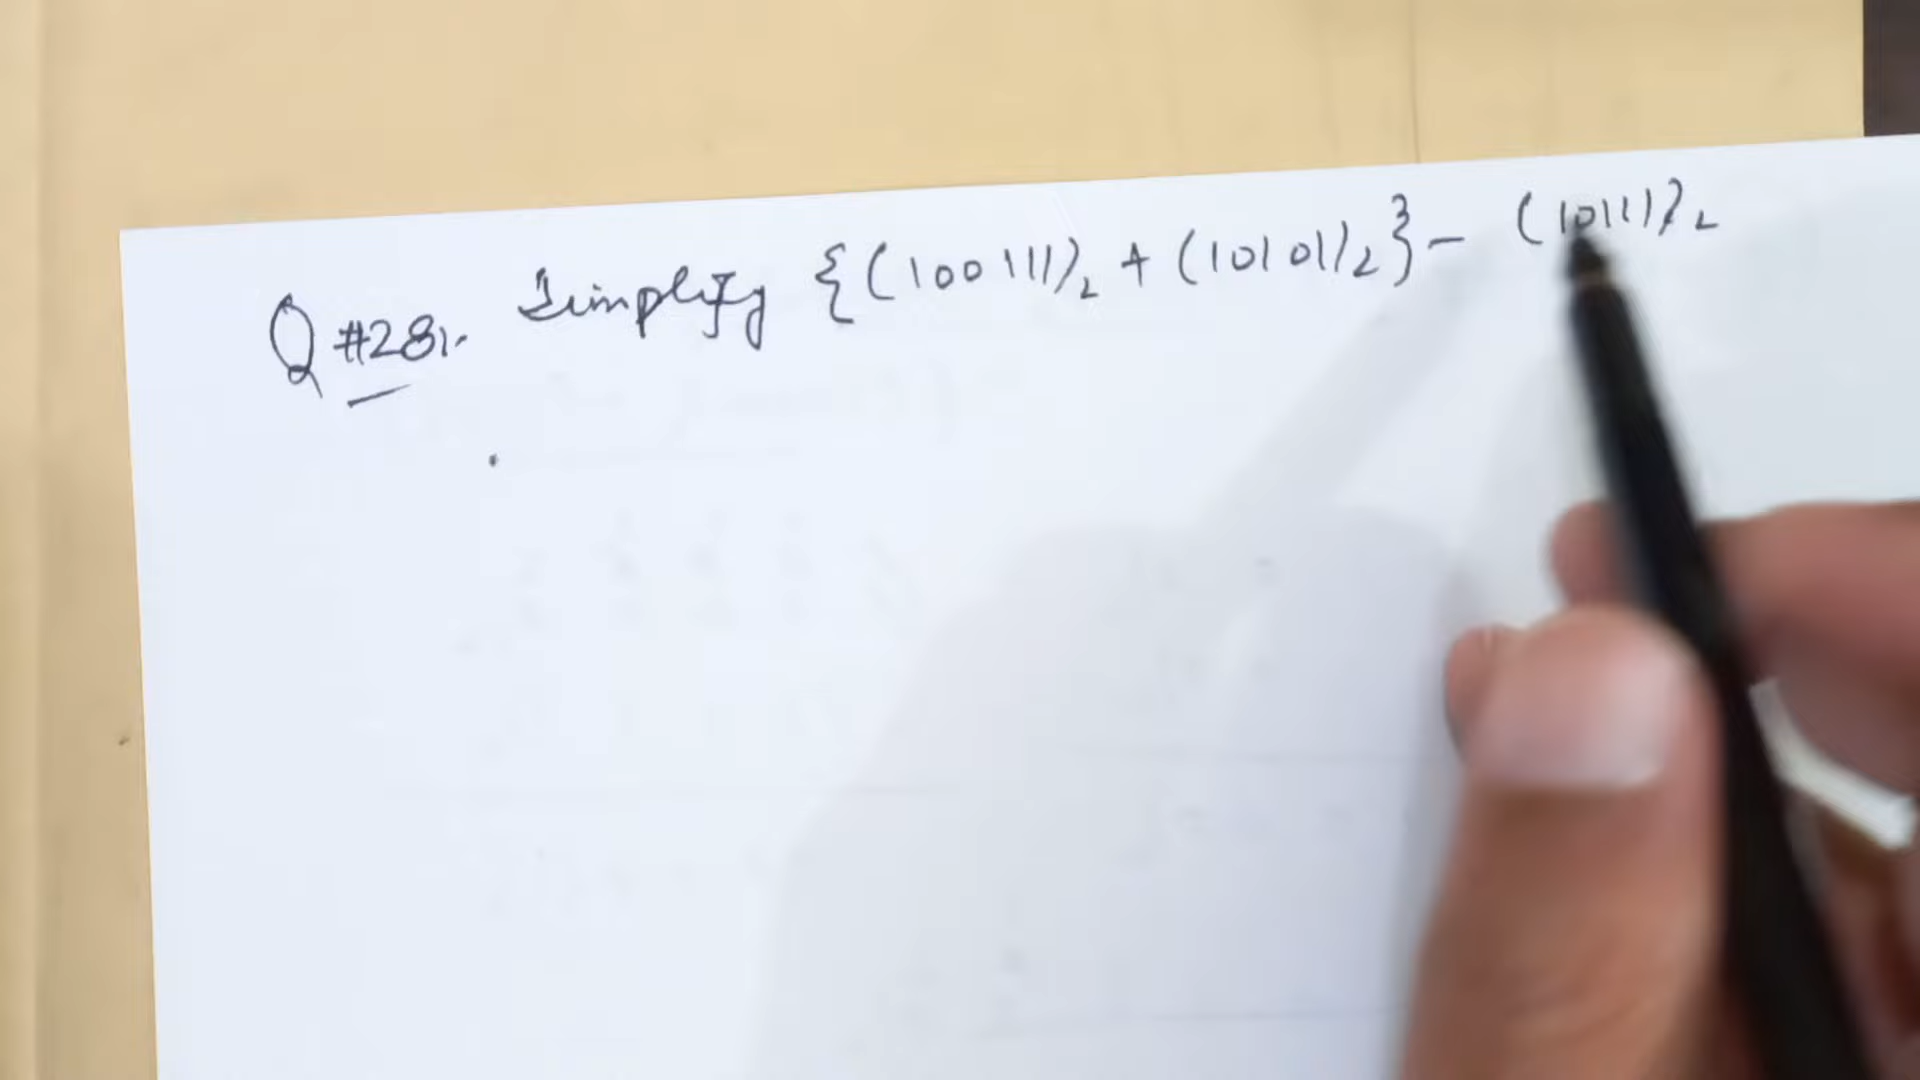 Q #28:- Simplify {(100111)₂ + (10101)₂} - (10111)₂